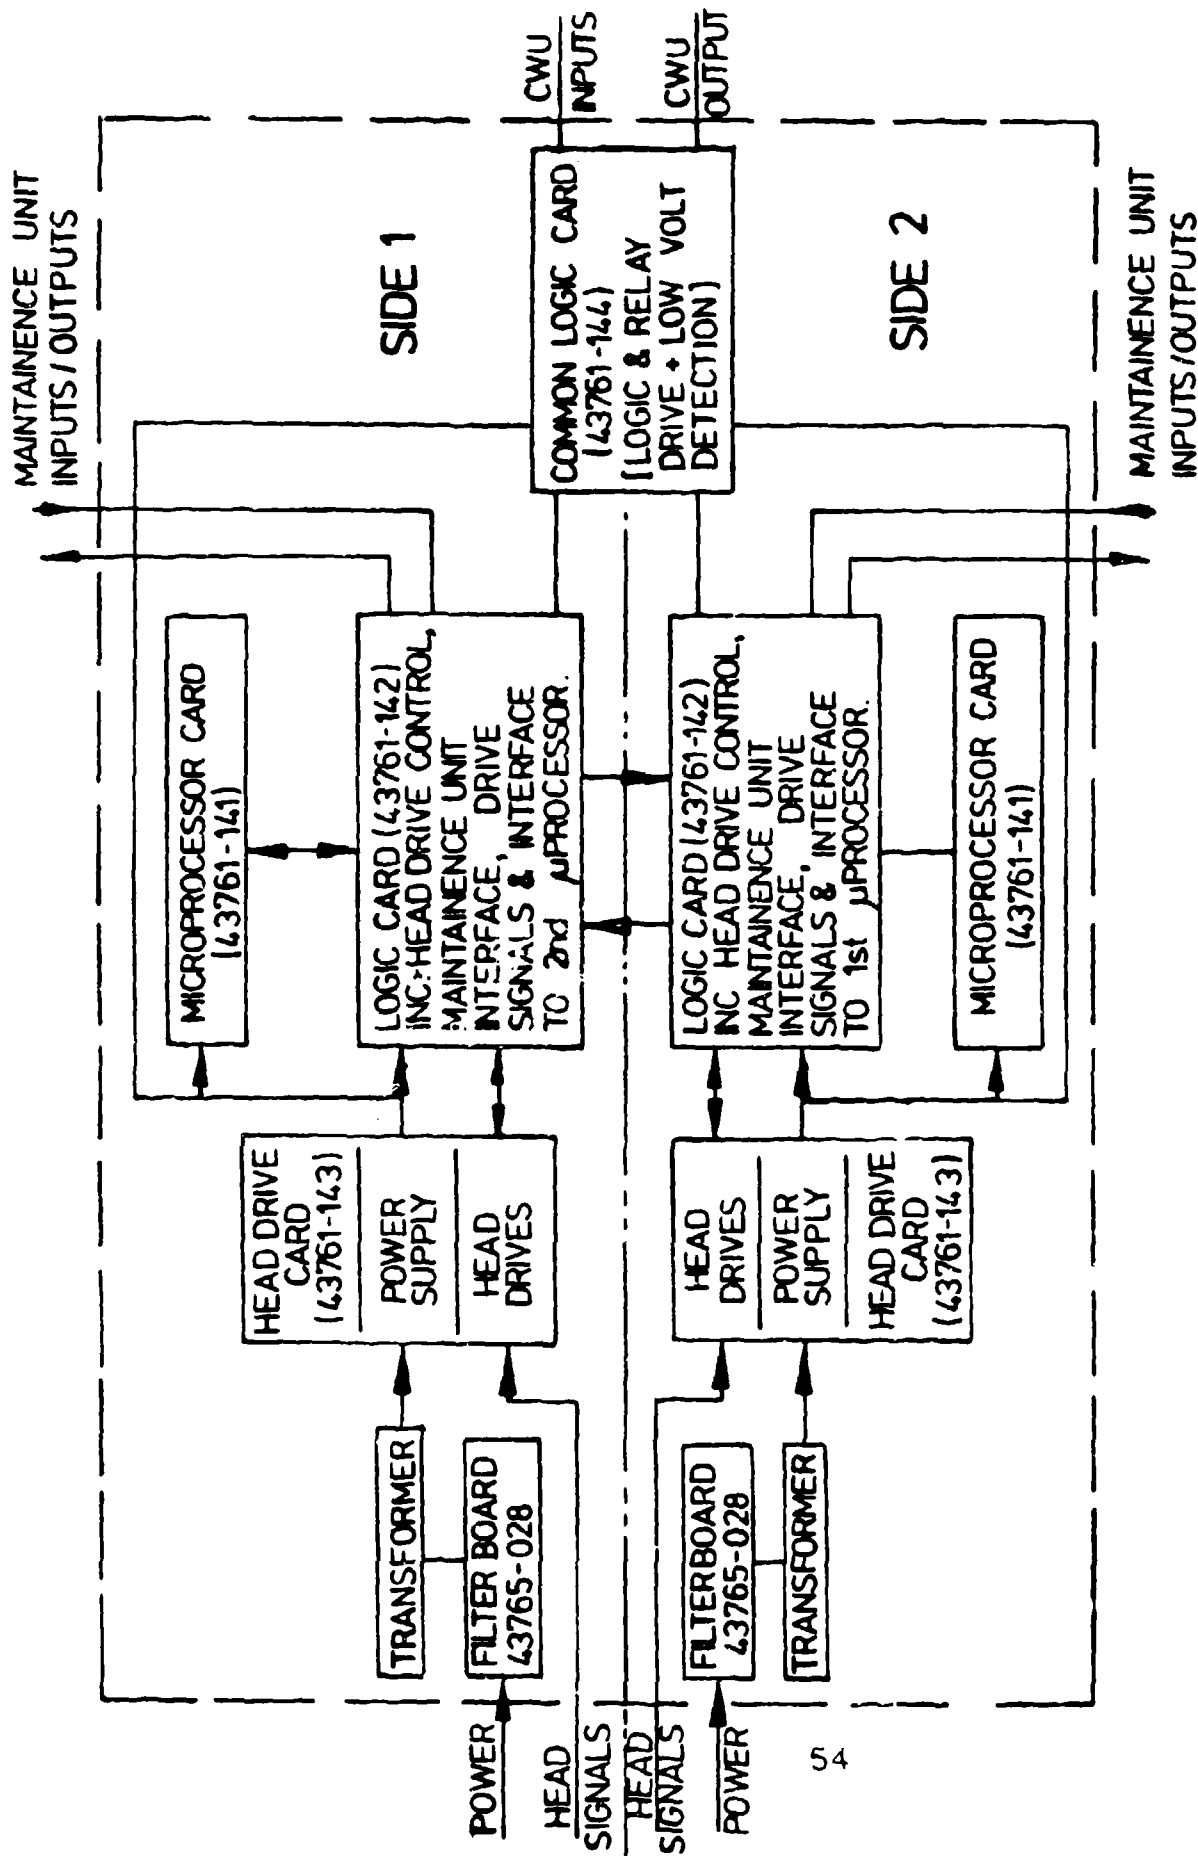 MAINTAINENCE UNIT
INPUTS / OUTPUTS
SIDE 1
CWU
INPUTS
CWU
OUTPUT
COMMON LOGIC CARD
(43761-144)
[LOGIC & RELAY
DRIVE + LOW VOLT
DETECTION]
SIDE 2
MAINTAINENCE UNIT
INPUTS/OUTPUTS
MICROPROCESSOR CARD
(43761-141)
LOGIC CARD (43761-142)
INC:HEAD DRIVE CONTROL,
MAINTAINENCE UNIT
INTERFACE, DRIVE
SIGNALS & INTERFACE
TO 2nd µPROCESSOR.
LOGIC CARD (43761-142)
INC HEAD DRIVE CONTROL,
MAINTAINENCE UNIT
INTERFACE, DRIVE
SIGNALS & INTERFACE
TO 1st µPROCESSOR.
MICROPROCESSOR CARD
(43761-141)
HEAD DRIVE
CARD
(43761-143)
POWER
SUPPLY
HEAD
DRIVES
HEAD
DRIVES
POWER
SUPPLY
HEAD DRIVE
CARD
(43761-143)
TRANSFORMER
FILTER BOARD
43765-028
FILTERBOARD
43765-028
TRANSFORMER
POWER
HEAD
SIGNALS
HEAD
SIGNALS
POWER
54